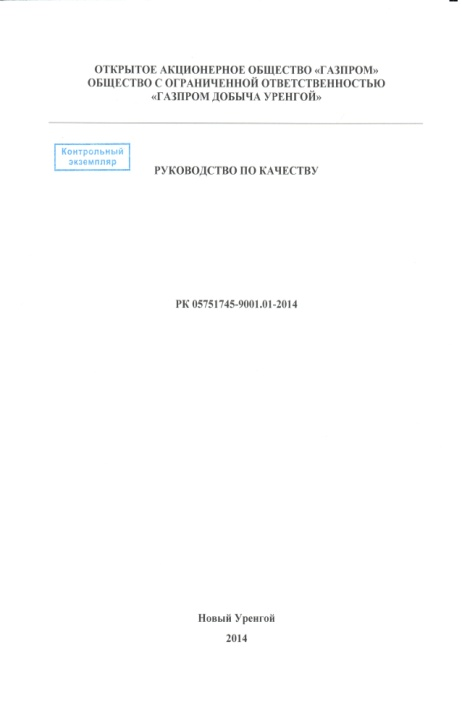 ОТКРЫТОЕ АКЦИОНЕРНОЕ ОБЩЕСТВО «ГАЗПРОМ»
ОБЩЕСТВО С ОГРАНИЧЕННОЙ ОТВЕТСТВЕННОСТЬЮ
«ГАЗПРОМ ДОБЫЧА УРЕНГОЙ»
Контрольный
экземпляр
РУКОВОДСТВО ПО КАЧЕСТВУ
РК 05751745-9001.01-2014
Новый Уренгой
2014